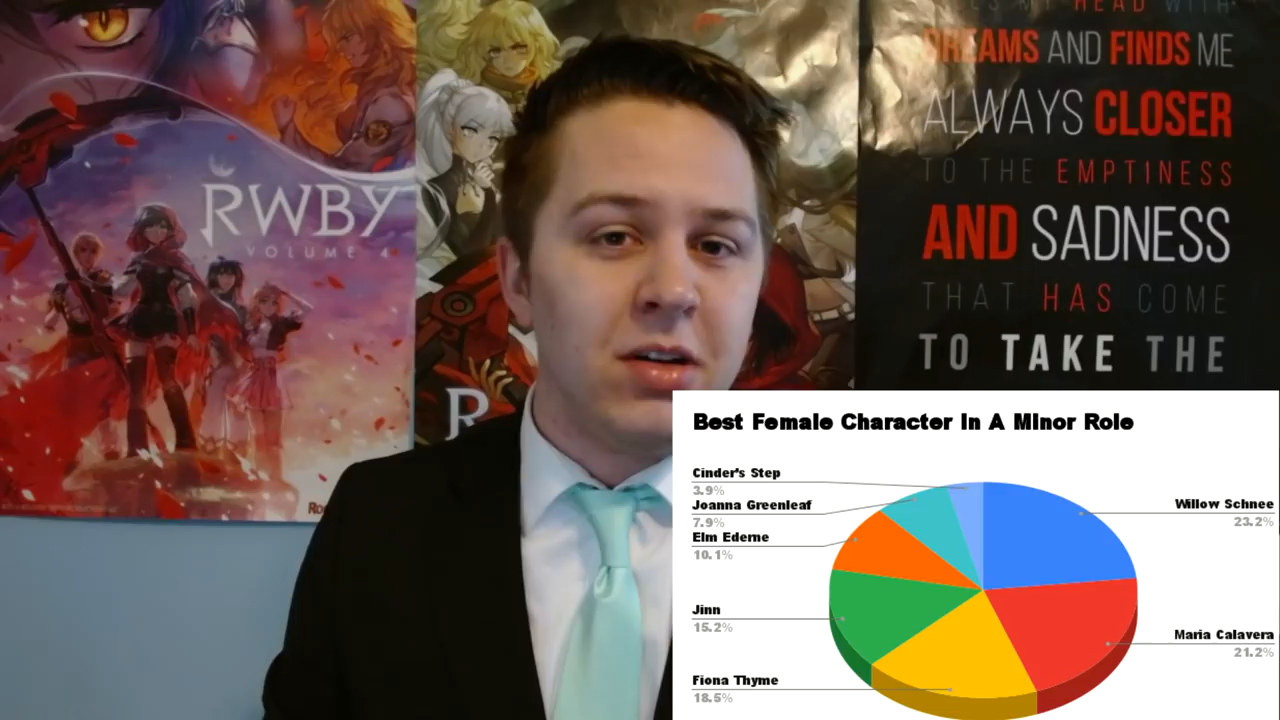 RWBY
VOLUME 4
R
HEAD WITH
DREAMS AND FINDS ME
ALWAYS CLOSER
TO THE EMPTINESS
AND SADNESS
THAT HAS COME
TO TAKE THE
Best Female Character In A Minor Role
Cinder's Step
3.9%
Joanna Greenleaf
7.9%
Elm Ederne
10.1%
Jinn
15.2%
Fiona Thyme
18.5%
Willow Schnee
23.2%
Maria Calavera
21.2%